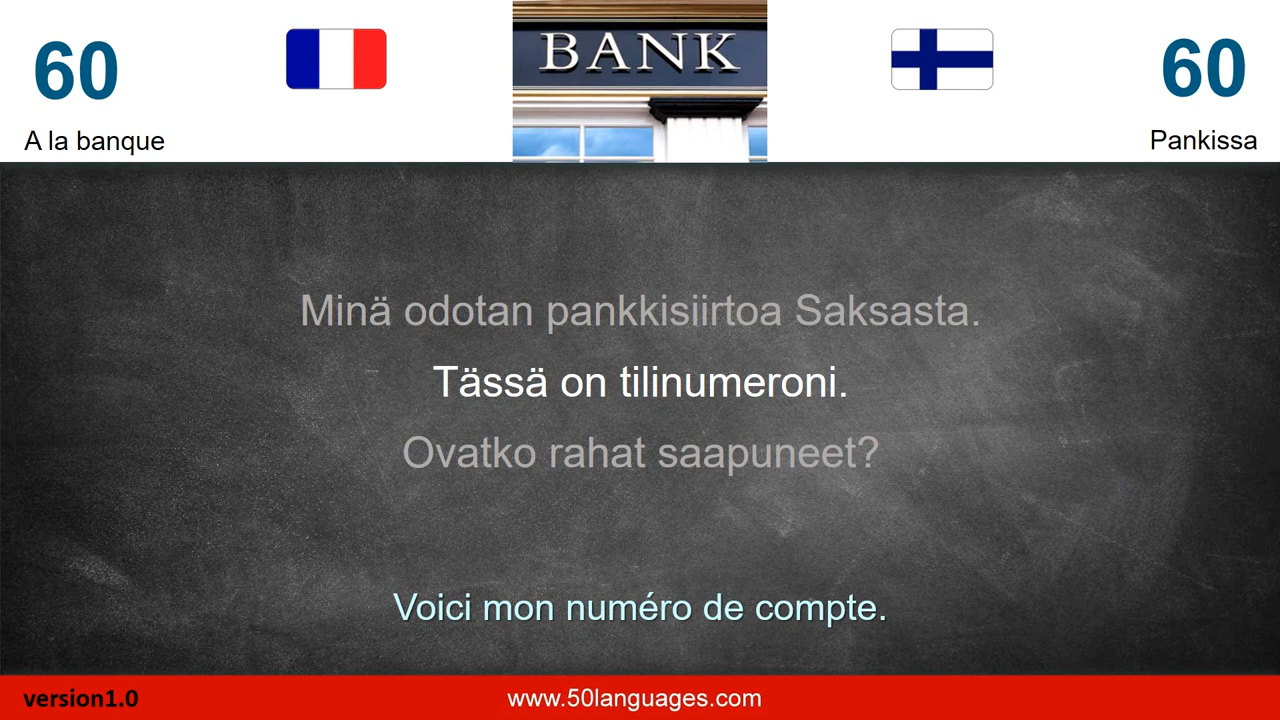 60
A la banque
BANK
60
Pankissa
Minä odotan pankkisiirtoa Saksasta.
Tässä on tilinumeroni.
Ovatko rahat saapuneet?
Voici mon numéro de compte.
version1.0
www.50languages.com